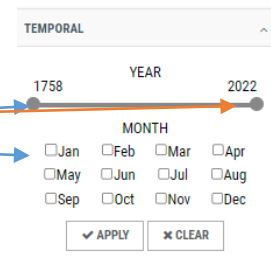 TEMPORAL
YEAR
1758 2022
MONTH
Jan Feb Mar Apr
May Jun Jul Aug
Sep Oct Nov Dec
✔ APPLY ✖ CLEAR